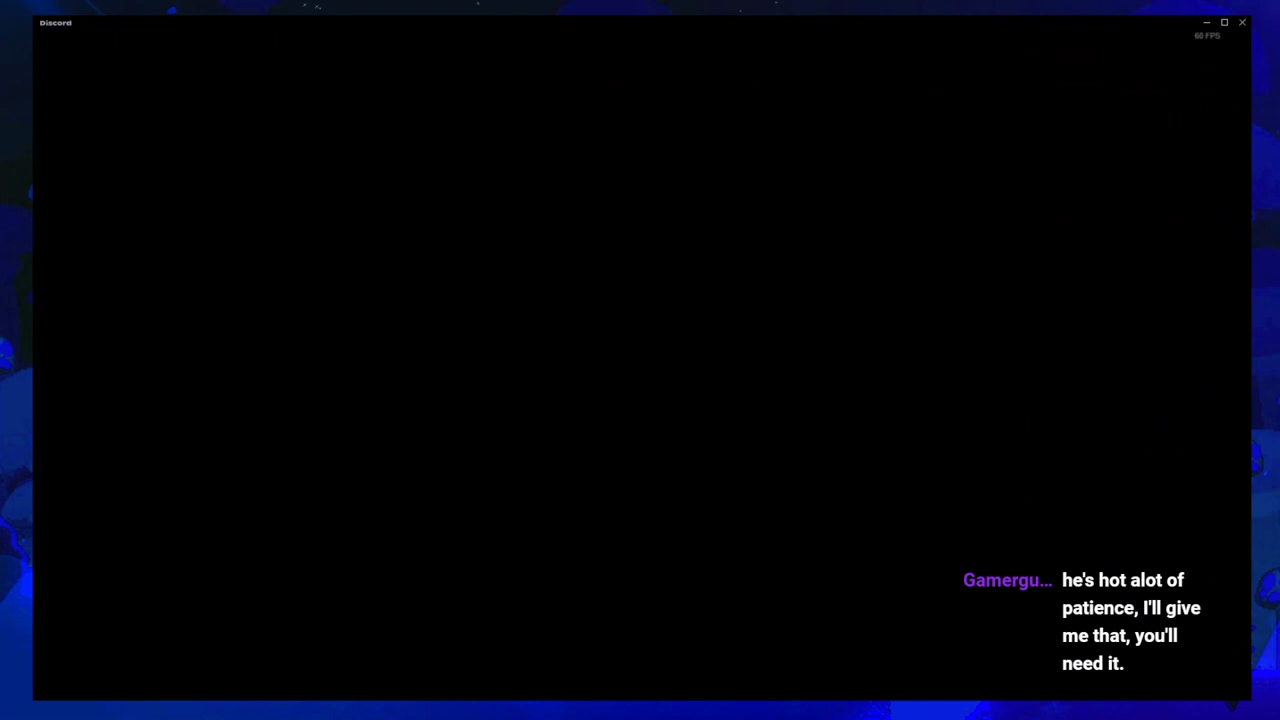 Discord
60 FPS
Gamergu... he's hot alot of
patience, I'll give
me that, you'll
need it.